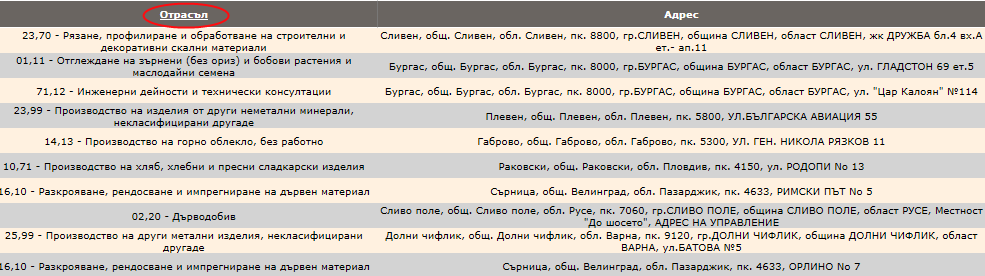 Отрасъл Адрес
23,70 - Рязане, профилиране и обработване на строителни и декоративни скални материали Сливен, общ. Сливен, обл. Сливен, пк. 8800, гр.СЛИВЕН, община СЛИВЕН, област СЛИВЕН, жк ДРУЖБА бл.4 вх.А ет.- ап.11
01,11 - Отглеждане на зърнени (без ориз) и бобови растения и маслодайни семена Бургас, общ. Бургас, обл. Бургас, пк. 8000, гр.БУРГАС, община БУРГАС, област БУРГАС, ул. ГЛАДСТОН 69 ет.5
71,12 - Инженерни дейности и технически консултации Бургас, общ. Бургас, обл. Бургас, пк. 8000, гр.БУРГАС, община БУРГАС, област БУРГАС, ул. "Цар Калоян" №114
23,99 - Производство на изделия от други неметални минерали, некласифицирани другаде Плевен, общ. Плевен, обл. Плевен, пк. 5800, УЛ.БЪЛГАРСКА АВИАЦИЯ 55
14,13 - Производство на горно облекло, без работно Габрово, общ. Габрово, обл. Габрово, пк. 5300, УЛ. ГЕН. НИКОЛА РЯЗКОВ 11
10,71 - Производство на хляб, хлебни и пресни сладкарски изделия Раковски, общ. Раковски, обл. Пловдив, пк. 4150, ул. РОДОПИ No 13
16,10 - Разкрояване, рендосване и импрегниране на дървен материал Сърница, общ. Велинград, обл. Пазарджик, пк. 4633, РИМСКИ ПЪТ No 5
02,20 - Дърводобив Сливо поле, общ. Сливо поле, обл. Русе, пк. 7060, гр.СЛИВО ПОЛЕ, община СЛИВО ПОЛЕ, област РУСЕ, Местност "До шосето", АДРЕС НА УПРАВЛЕНИЕ
25,99 - Производство на други метални изделия, некласифицирани другаде Долни чифлик, общ. Долни чифлик, обл. Варна, пк. 9120, гр.ДОЛНИ ЧИФЛИК, община ДОЛНИ ЧИФЛИК, област ВАРНА, ул.БАТОВА №5
16,10 - Разкрояване, рендосване и импрегниране на дървен материал Сърница, общ. Велинград, обл. Пазарджик, пк. 4633, ОРЛИНО No 7